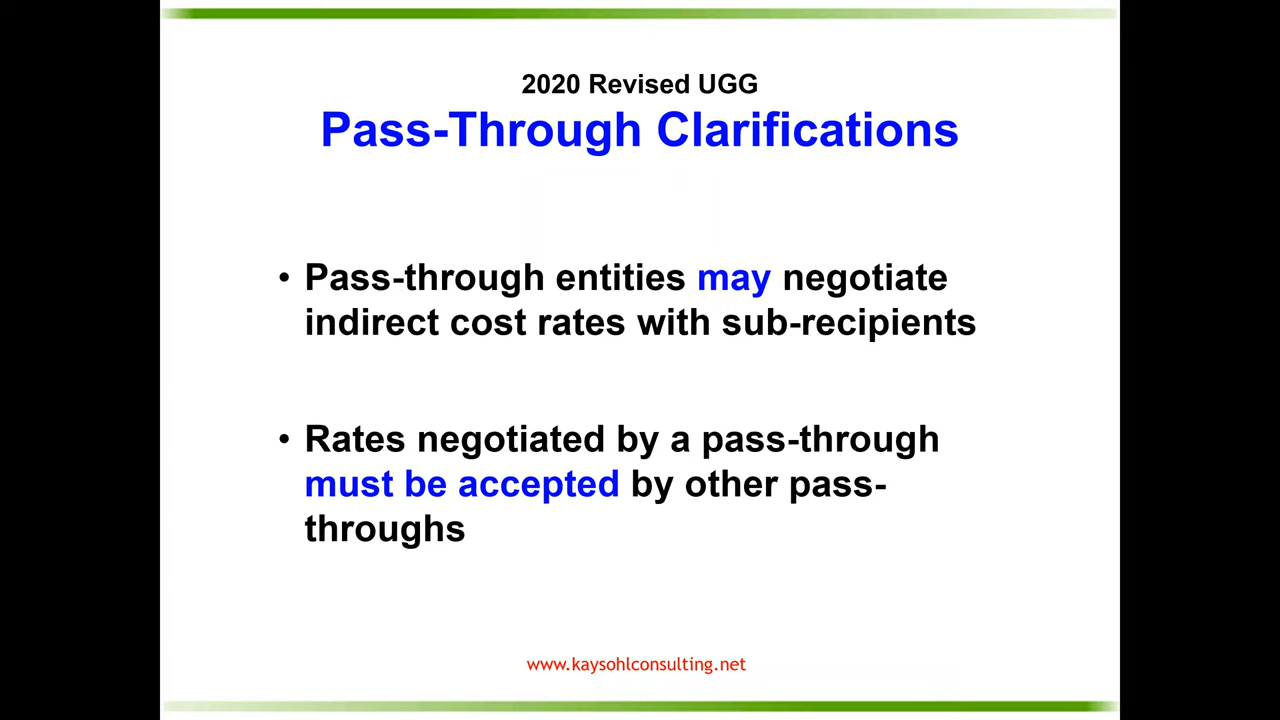 2020 Revised UGG
Pass-Through Clarifications
• Pass-through entities may negotiate
indirect cost rates with sub-recipients
• Rates negotiated by a pass-through
must be accepted by other pass-
throughs
www.kaysohlconsulting.net